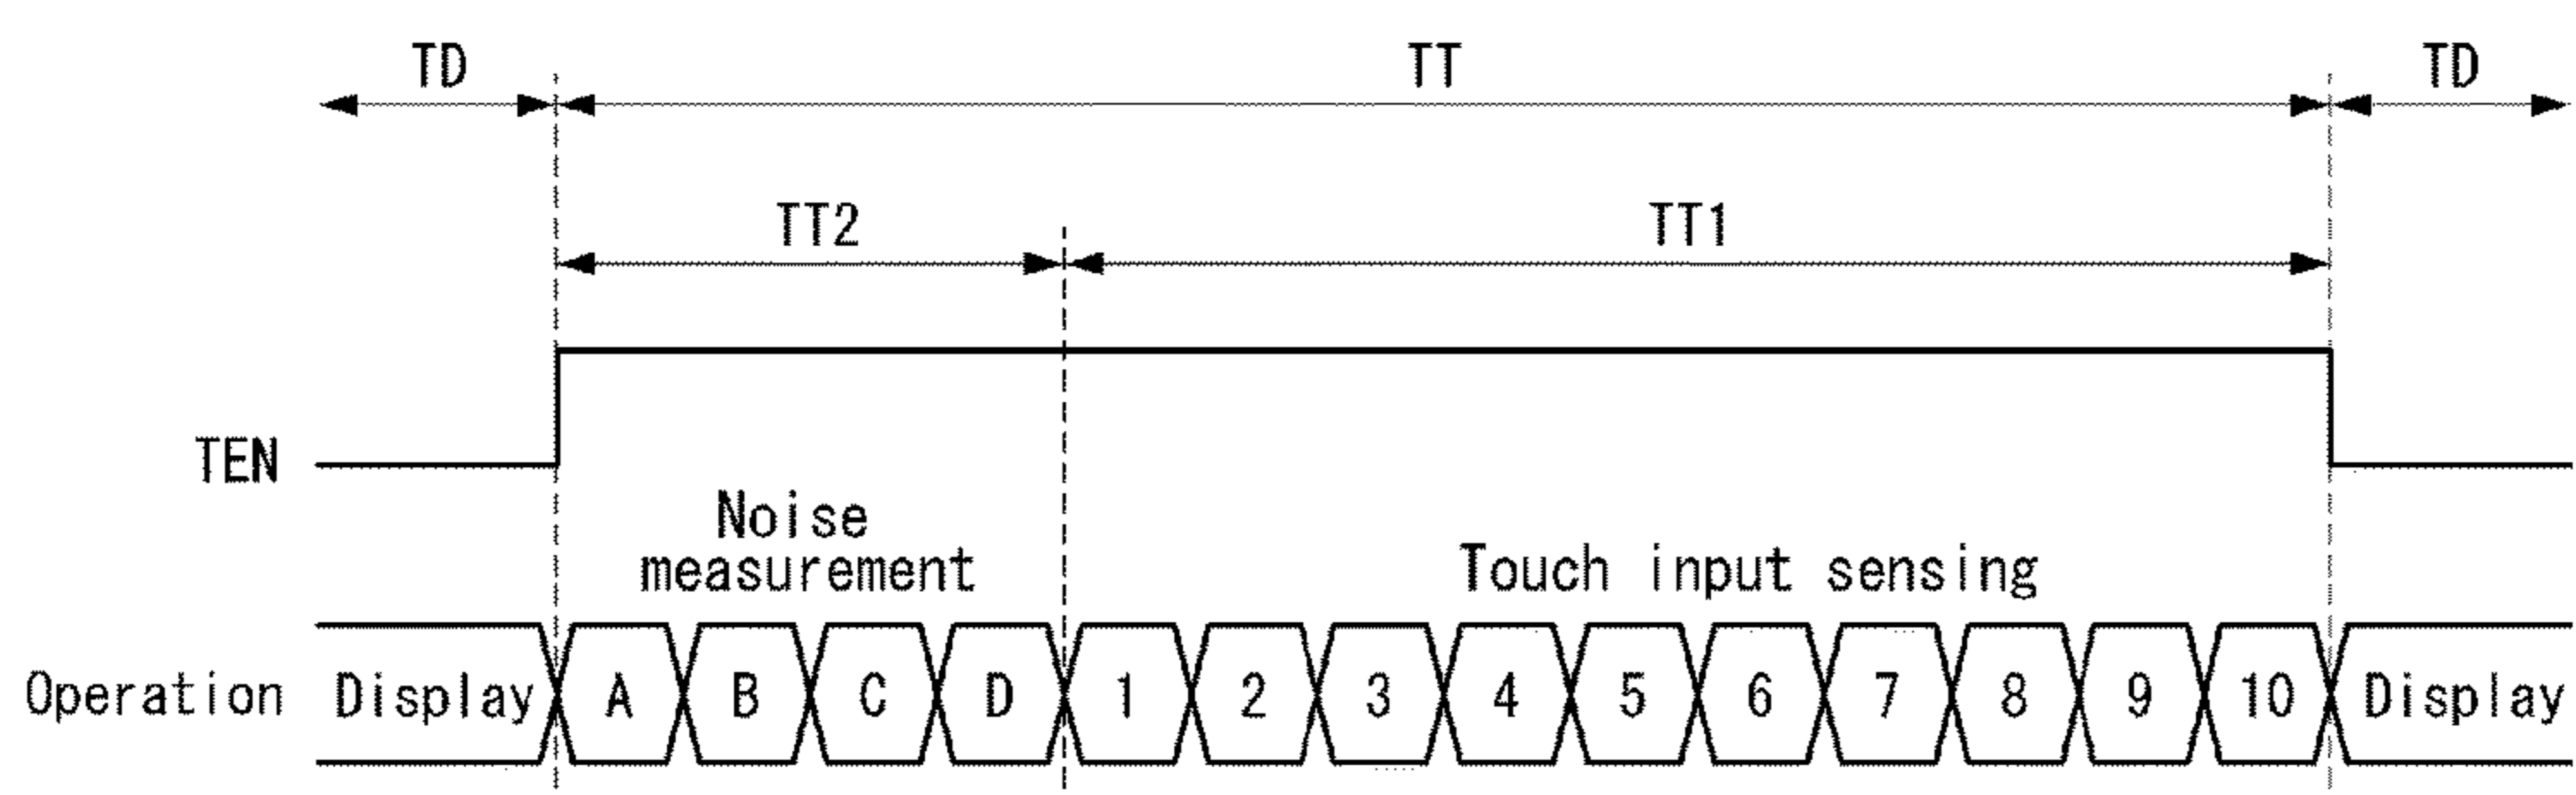 TD TT TD
TT2 TT1
TEN
Noise
measurement
Touch input sensing
Operation Display A B C D 1 2 3 4 5 6 7 8 9 10 Display